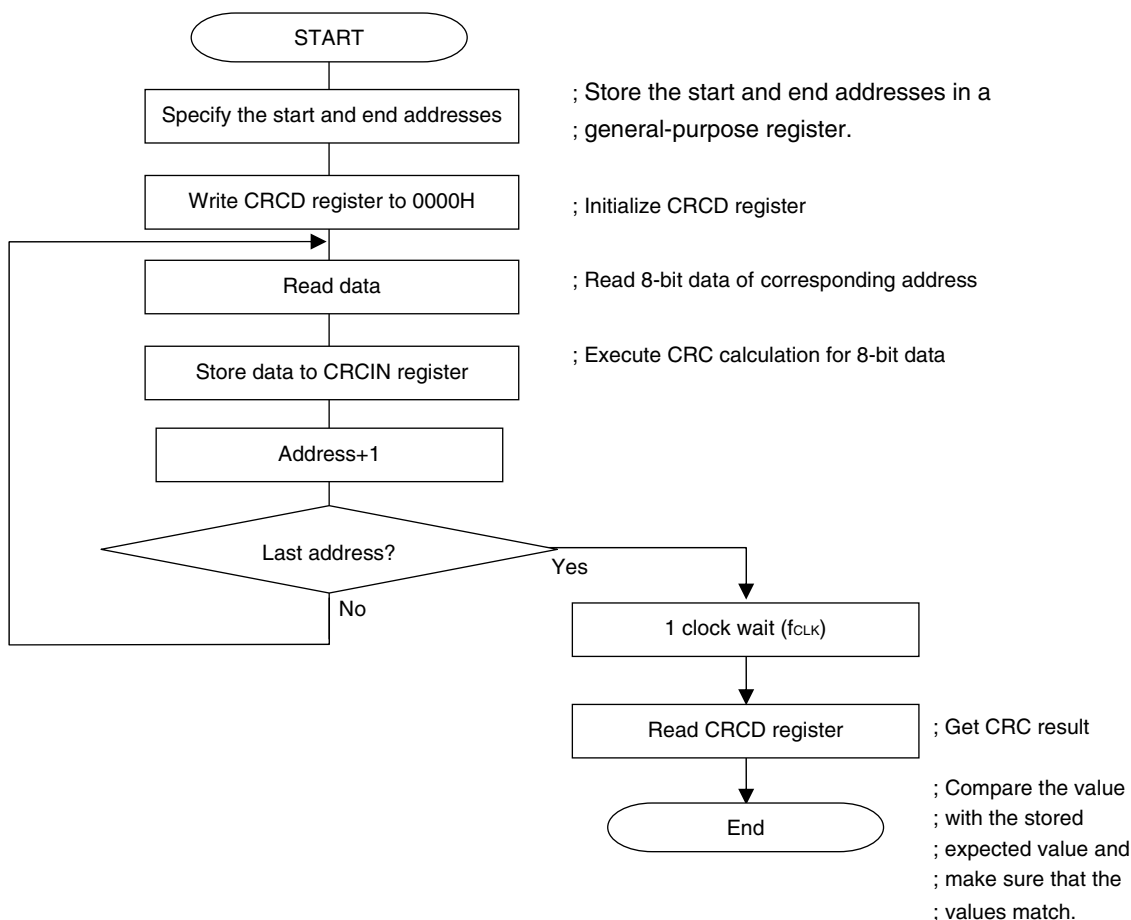 START
Specify the start and end addresses
; Store the start and end addresses in a
; general-purpose register.
Write CRCD register to 0000H
; Initialize CRCD register
Read data
; Read 8-bit data of corresponding address
Store data to CRCIN register
; Execute CRC calculation for 8-bit data
Address+1
Last address?
Yes
No
1 clock wait (fCLK)
Read CRCD register
; Get CRC result
End
; Compare the value
; with the stored
; expected value and
; make sure that the
; values match.